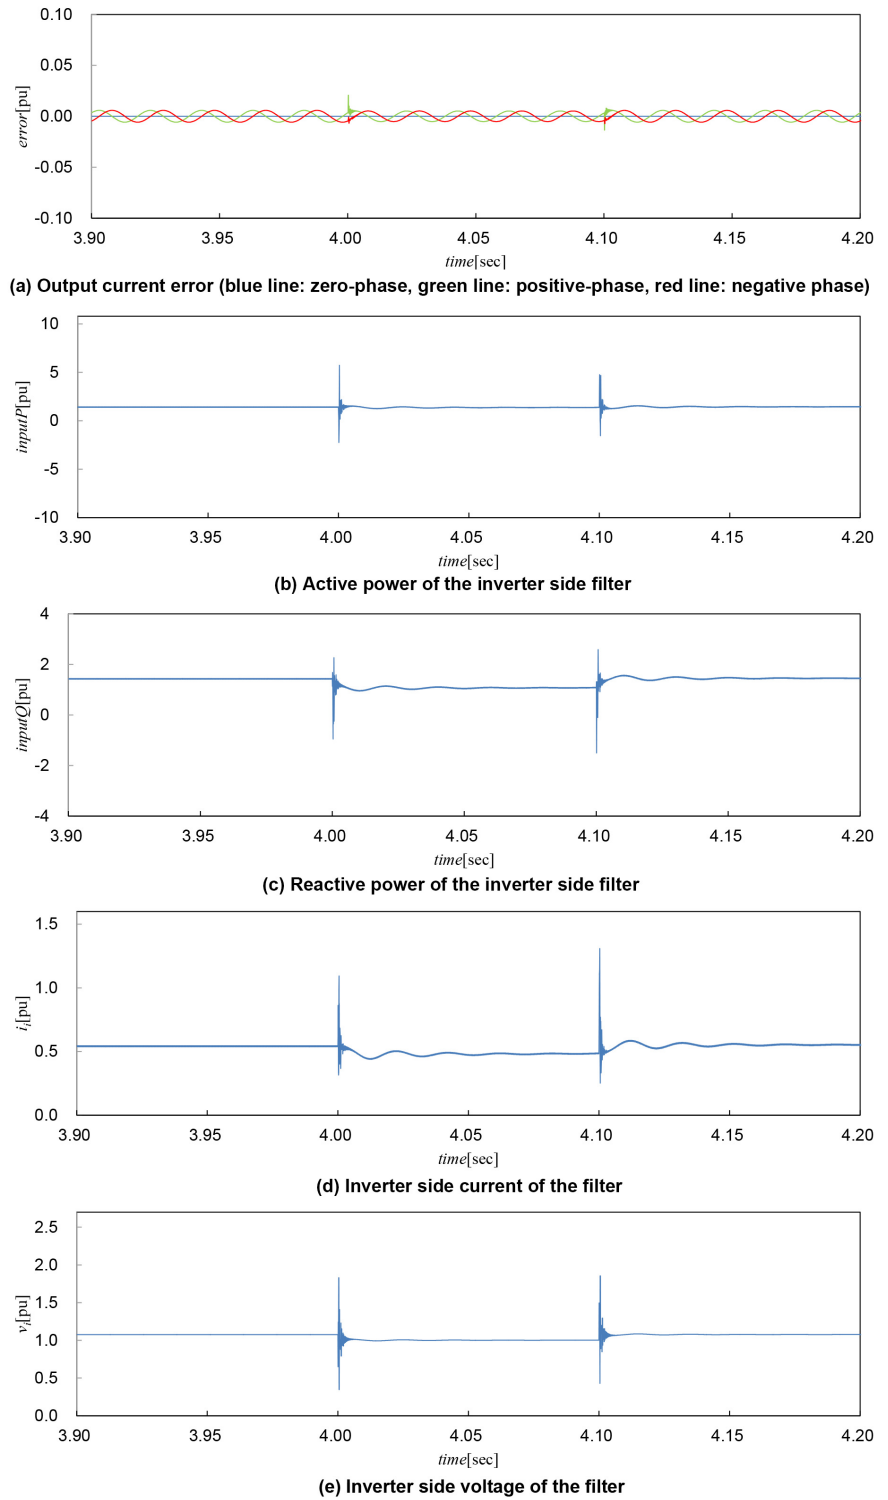 0.10
0.05
0.00
-0.05
-0.10
error[pu]
3.90 3.95 4.00 4.05 4.10 4.15 4.20
time[sec]
(a) Output current error (blue line: zero-phase, green line: positive-phase, red line: negative phase)
10
5
0
-5
-10
inputP[pu]
3.90 3.95 4.00 4.05 4.10 4.15 4.20
time[sec]
(b) Active power of the inverter side filter
4
2
0
-2
-4
inputQ[pu]
3.90 3.95 4.00 4.05 4.10 4.15 4.20
time[sec]
(c) Reactive power of the inverter side filter
1.5
1.0
0.5
0.0
ii[pu]
3.90 3.95 4.00 4.05 4.10 4.15 4.20
time[sec]
(d) Inverter side current of the filter
2.5
2.0
1.5
1.0
0.5
0.0
vi[pu]
3.90 3.95 4.00 4.05 4.10 4.15 4.20
time[sec]
(e) Inverter side voltage of the filter